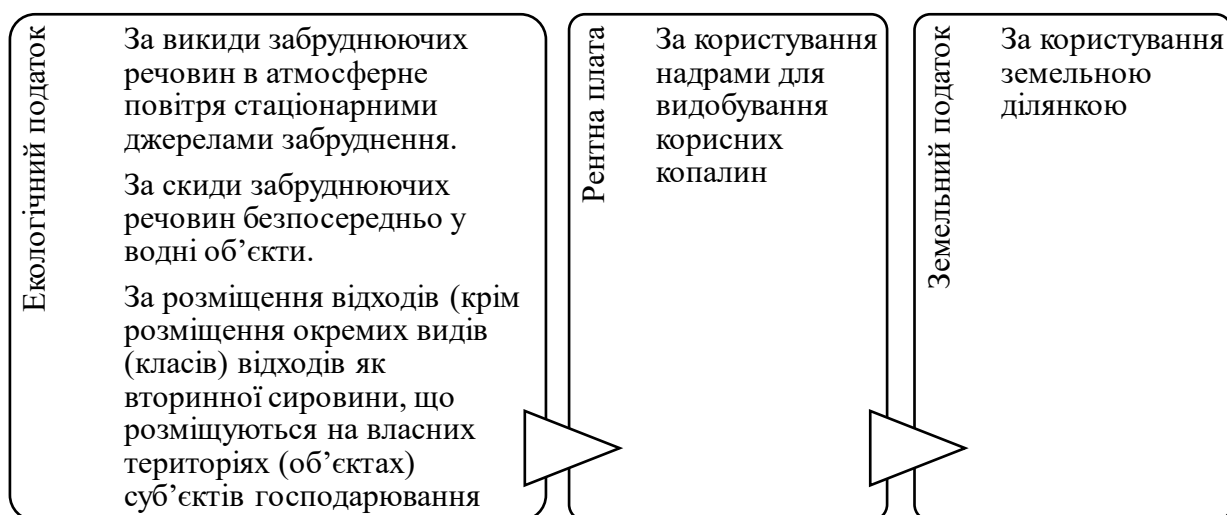 Екологічний податок
За викиди забруднюючих
речовин в атмосферне
повітря стаціонарними
джерелами забруднення.
За скиди забруднюючих
речовин безпосередньо у
водні об’єкти.
За розміщення відходів (крім
розміщення окремих видів
(класів) відходів як
вторинної сировини, що
розміщуються на власних
територіях (об’єктах)
суб’єктів господарювання
Рентна плата
За користування
надрами для
видобування
корисних
копалин
Земельний податок
За користування
земельною
ділянкою